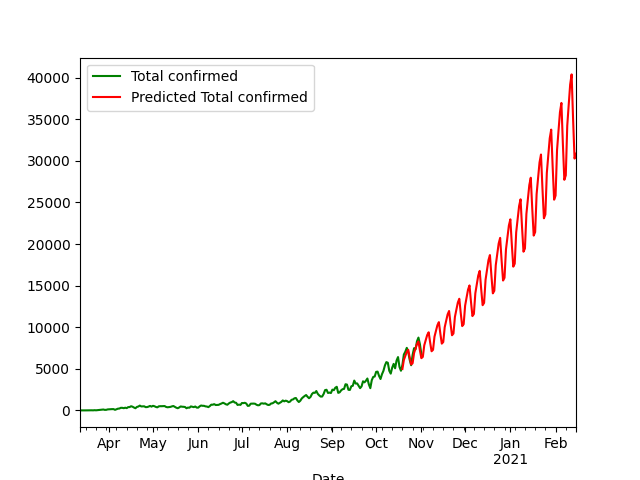 Total confirmed
Predicted Total confirmed
40000
35000
30000
25000
20000
15000
10000
5000
0
Apr May Jun Jul Aug Sep Oct Nov Dec Jan Feb
2021
Date